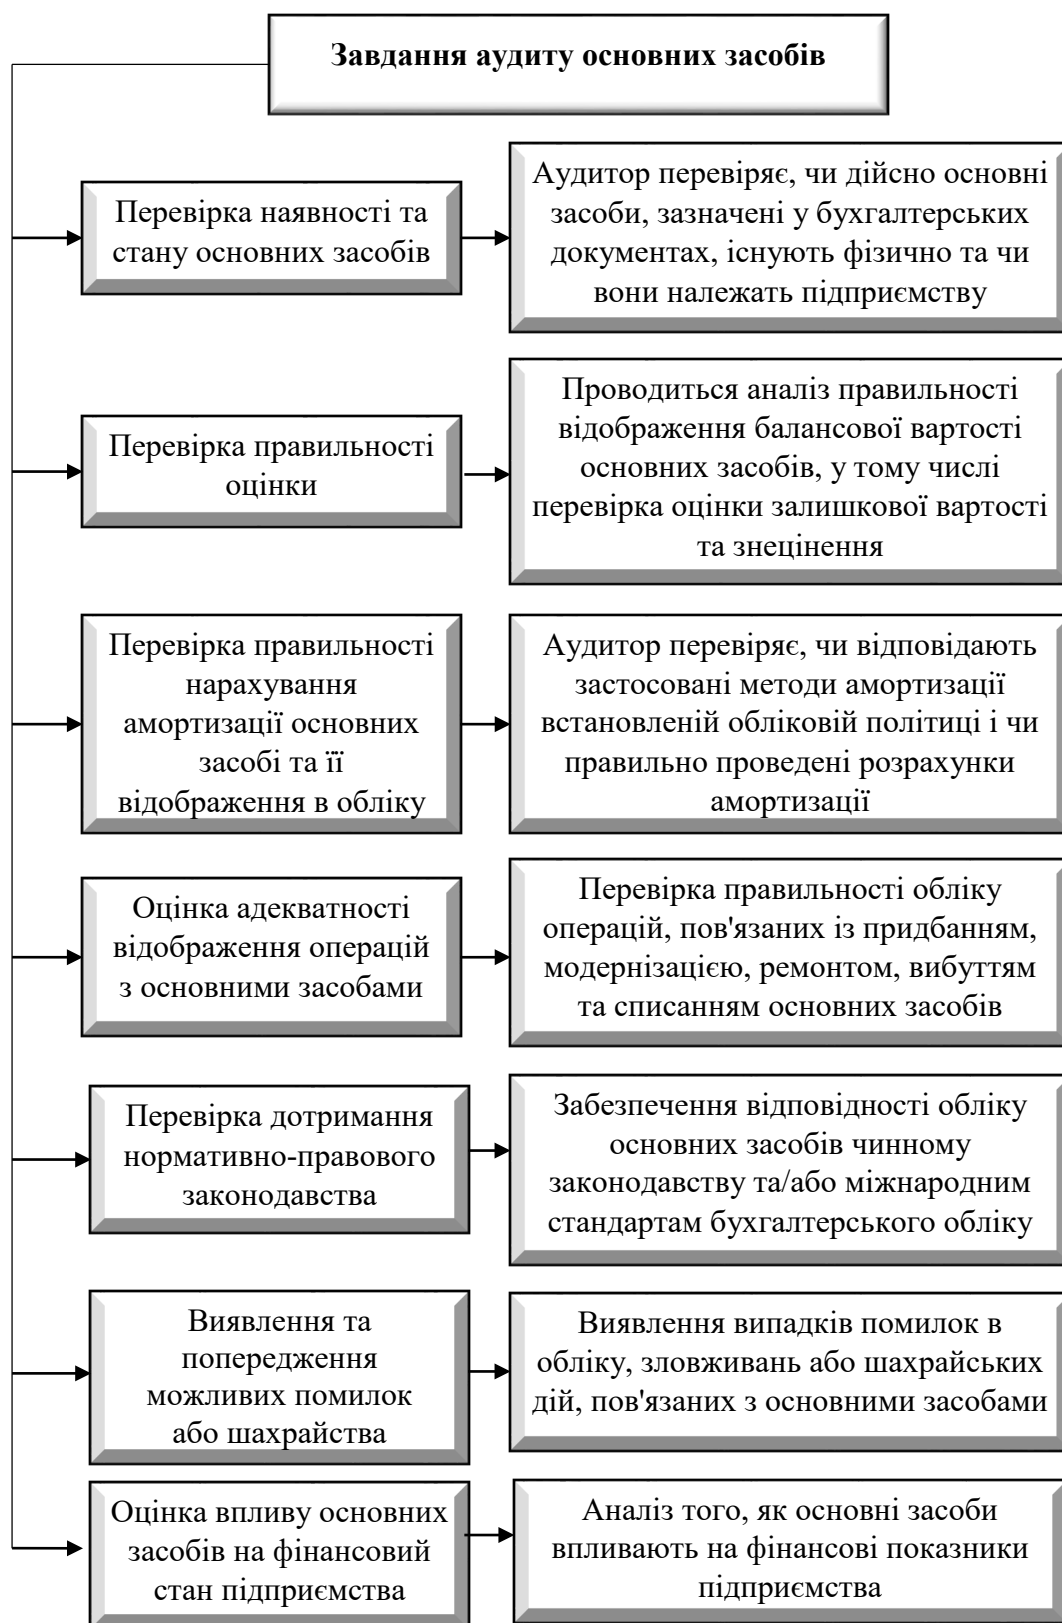 Завдання аудиту основних засобів
Перевірка наявності та
стану основних засобів
Аудитор перевіряє, чи дійсно основні
засоби, зазначені у бухгалтерських
документах, існують фізично та чи
вони належать підприємству
Перевірка правильності
оцінки
Проводиться аналіз правильності
відображення балансової вартості
основних засобів, у тому числі
перевірка оцінки залишкової вартості
та знецінення
Перевірка правильності
нарахування
амортизації основних
засобі та її
відображення в обліку
Аудитор перевіряє, чи відповідають
застосовані методи амортизації
встановленій обліковій політиці і чи
правильно проведені розрахунки
амортизації
Оцінка адекватності
відображення операцій
з основними засобами
Перевірка правильності обліку
операцій, пов'язаних із придбанням,
модернізацією, ремонтом, вибуттям
та списанням основних засобів
Перевірка дотримання
нормативно-правового
законодавства
Забезпечення відповідності обліку
основних засобів чинному
законодавству та/або міжнародним
стандартам бухгалтерського обліку
Виявлення та
попередження
можливих помилок
або шахрайства
Виявлення випадків помилок в
обліку, зловживань або шахрайських
дій, пов'язаних з основними засобами
Оцінка впливу основних
засобів на фінансовий
стан підприємства
Аналіз того, як основні засоби
впливають на фінансові показники
підприємства